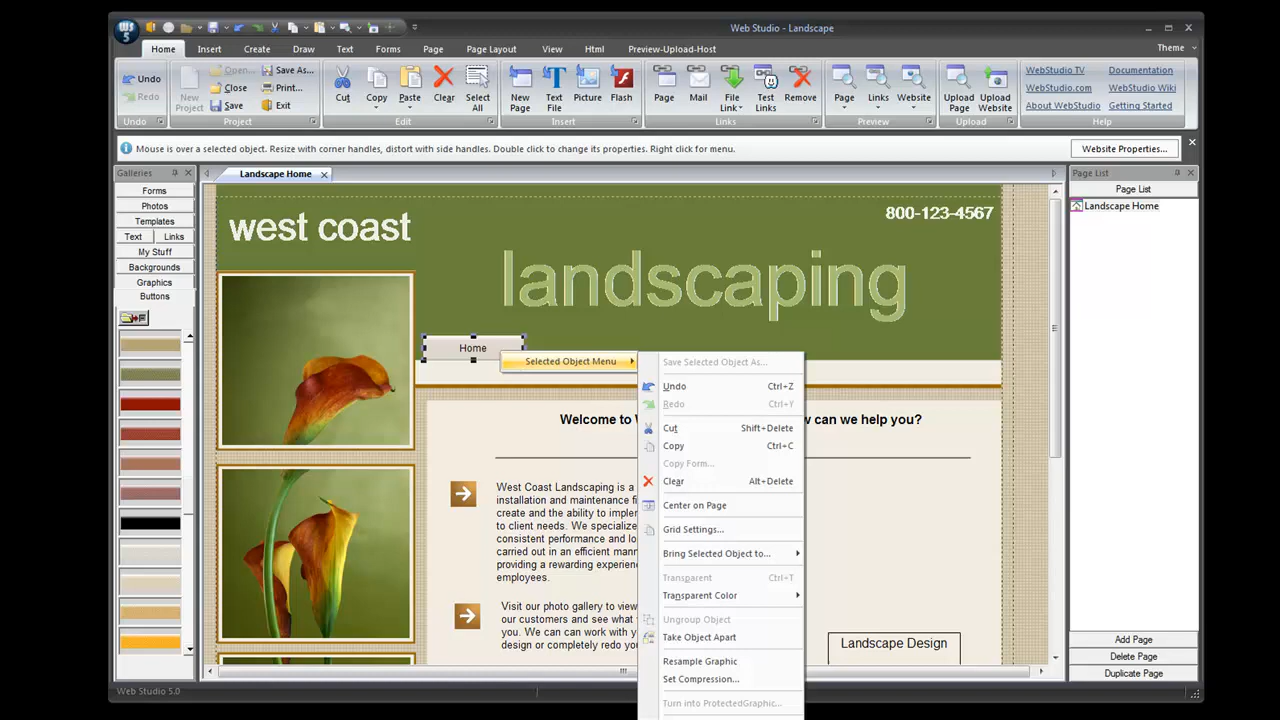 WS 5
Web Studio - Landscape
Home Insert Create Draw Text Forms Page Page Layout View Html Preview-Upload-Host Theme
Undo Redo
New Project
Open... Save As...
Close Print...
Save Exit
Cut Copy Paste Clear Select All
New Page Text File Picture Flash
Page Mail File Link Test Links Remove
Page Links Website
Upload Page Upload Website
WebStudio TV Documentation
WebStudio.com WebStudio Wiki
About WebStudio Getting Started
Undo Project Edit Insert Links Preview Upload Help
Mouse is over a selected object. Resize with corner handles, distort with side handles. Double click to change its properties. Right click for menu.
Website Properties...
Galleries
Forms
Photos
Templates
Text Links
My Stuff
Backgrounds
Graphics
Buttons
Landscape Home
west coast
800-123-4567
landscaping
Home
Selected Object Menu
Save Selected Object As...
Undo Ctrl+Z
Redo Ctrl+Y
Cut Shift+Delete
Copy Ctrl+C
Copy Form...
Clear Alt+Delete
Center on Page
Grid Settings...
Bring Selected Object to...
Transparent Ctrl+T
Transparent Color
Ungroup Object
Take Object Apart
Resample Graphic
Set Compression...
Turn into ProtectedGraphic...
Welcome to
w can we help you?
West Coast Landscaping is a
installation and maintenance
create and the ability to
to client needs. We specialize
consistent performance and
carried out in an efficient
providing a rewarding
employees.
Visit our photo gallery to view
our customers and see what
you. We can can work with
design or completely redo
Landscape Design
Page List
Page List
Landscape Home
Add Page
Delete Page
Duplicate Page
Web Studio 5.0